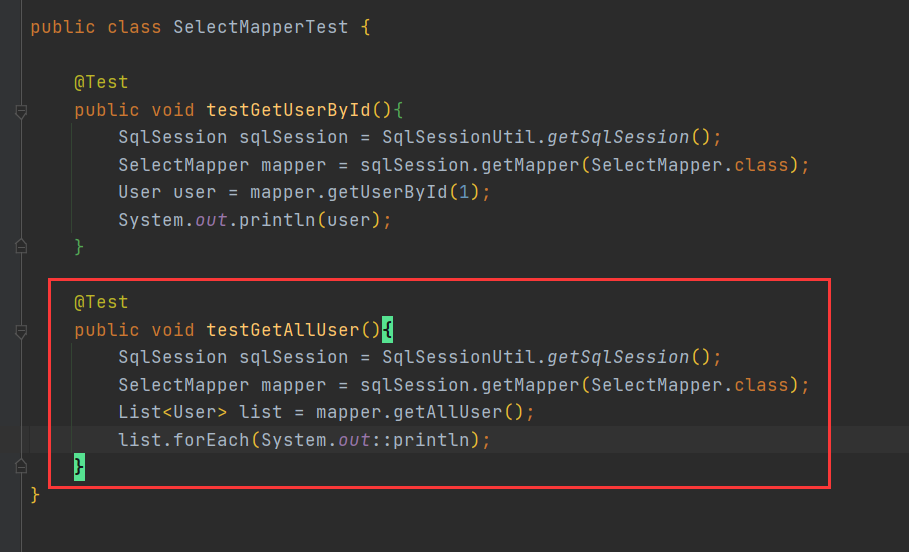 public class SelectMapperTest {
@Test
public void testGetUserById(){
SqlSession sqlSession = SqlSessionUtil.getSqlSession();
SelectMapper mapper = sqlSession.getMapper(SelectMapper.class);
User user = mapper.getUserById(1);
System.out.println(user);
}
@Test
public void testGetAllUser(){
SqlSession sqlSession = SqlSessionUtil.getSqlSession();
SelectMapper mapper = sqlSession.getMapper(SelectMapper.class);
List<User> list = mapper.getAllUser();
list.forEach(System.out::println);
}
}